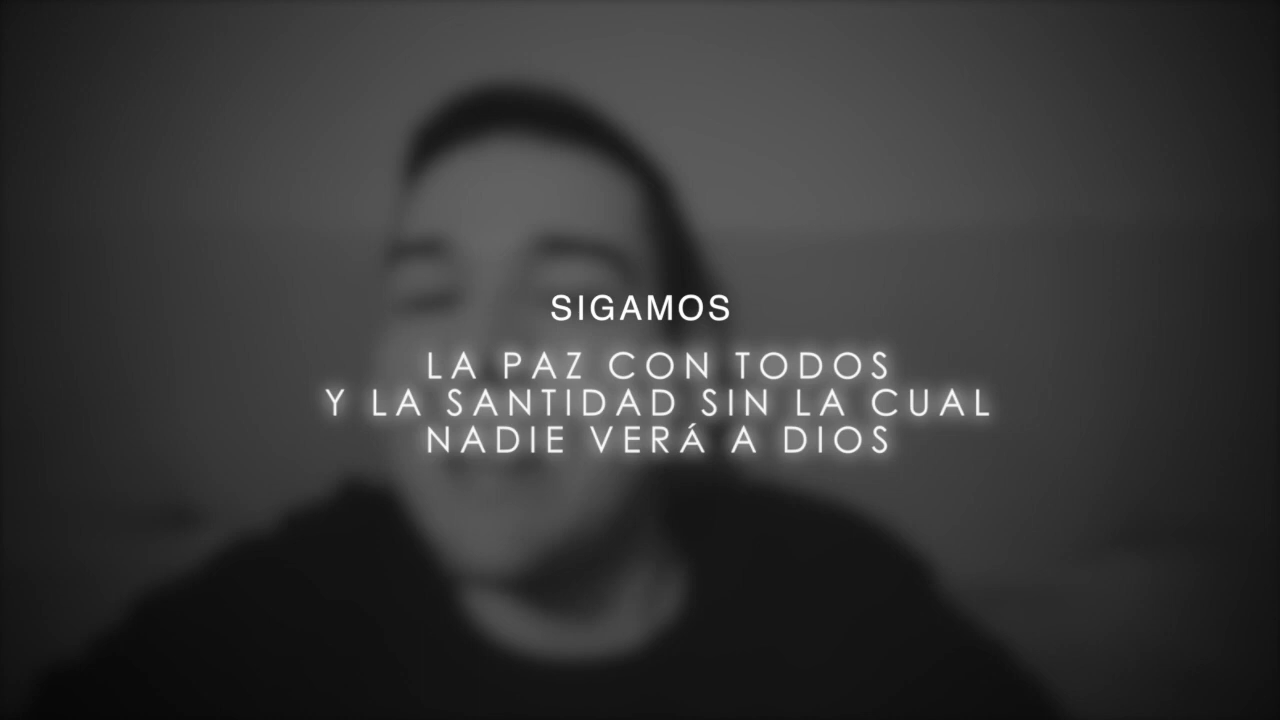 SIGAMOS
LA PAZ CON TODOS
Y LA SANTIDAD SIN LA CUAL
NADIE VERÁ A DIOS